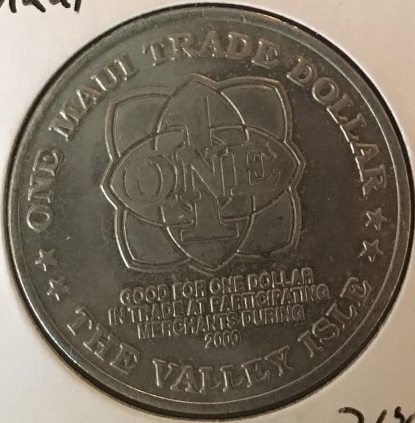 ONE MAUI TRADE DOLLAR
1
ONE
GOOD FOR ONE DOLLAR
IN TRADE AT PARTICIPATING
MERCHANTS DURING
2000
THE VALLEY ISLE